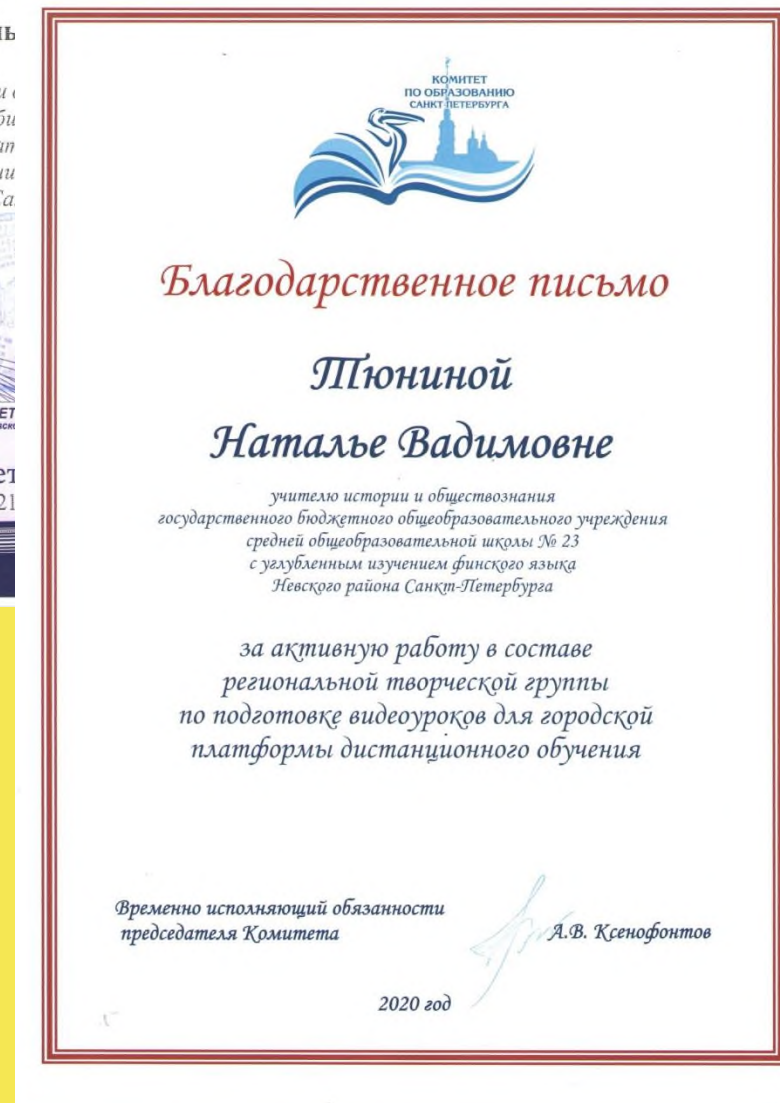 КОМИТЕТ
ПО ОБРАЗОВАНИЮ
САНКТ-ПЕТЕРБУРГА
Благодарственное письмо
Тюниной
Наталье Вадимовне
учителю истории и обществознания
государственного бюджетного общеобразовательного учреждения
средней общеобразовательной школы № 23
с углубленным изучением финского языка
Невского района Санкт-Петербурга
за активную работу в составе
региональной творческой группы
по подготовке видеоуроков для городской
платформы дистанционного обучения
Временно исполняющий обязанности
председателя Комитета
А.В. Ксенофонтов
2020 год